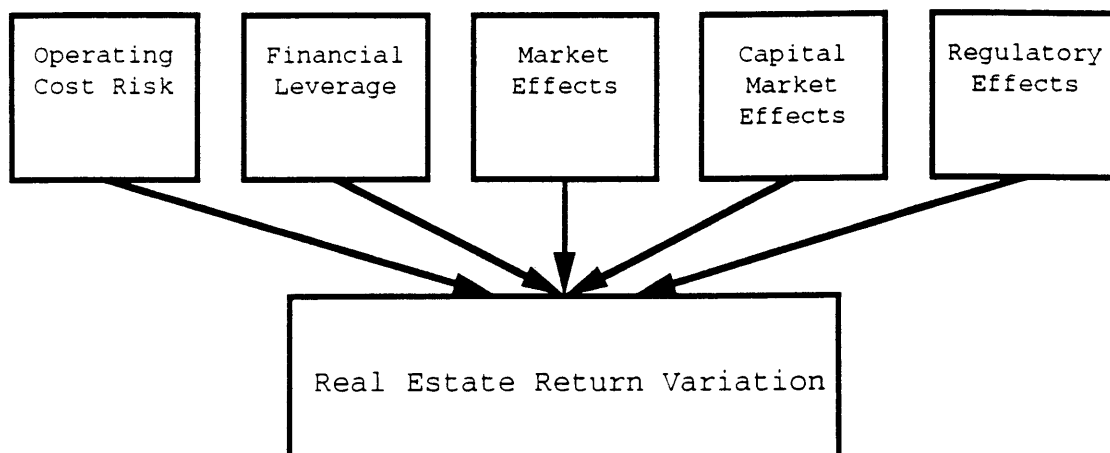 Operating
Cost Risk
Financial
Leverage
Market
Effects
Capital
Market
Effects
Regulatory
Effects
Real Estate Return Variation